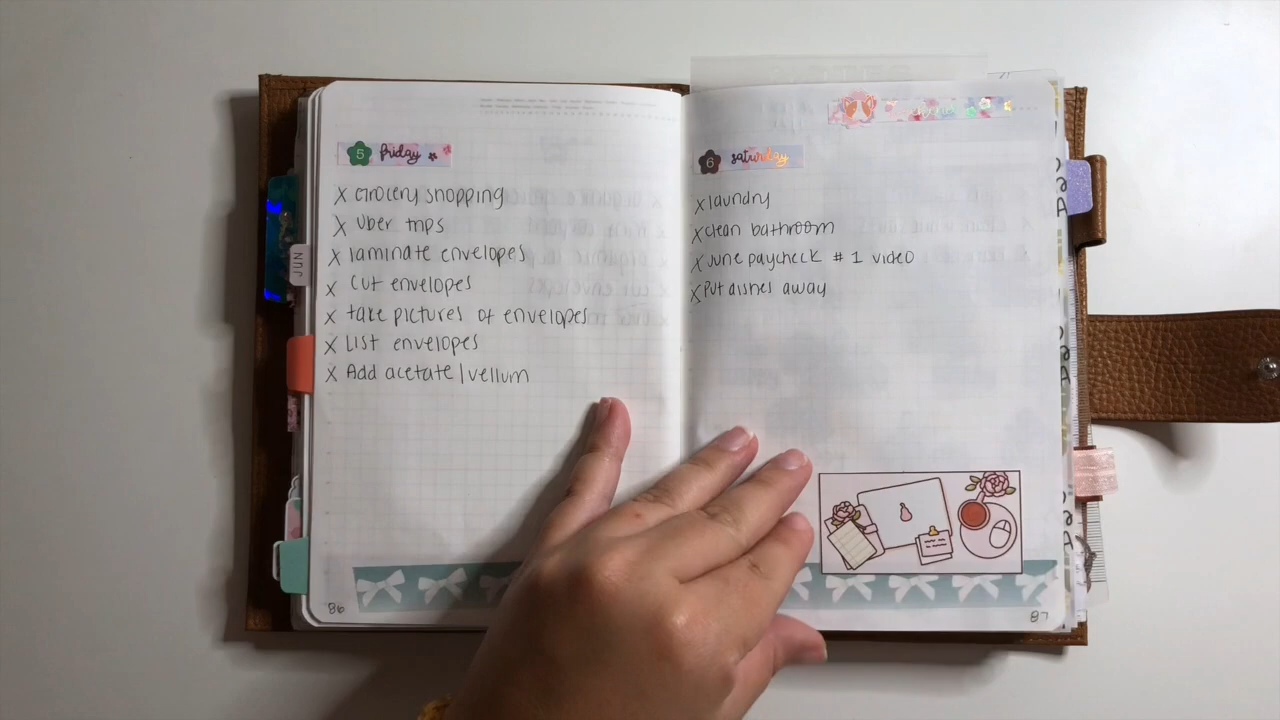 JUN
5 friday
X Grocery shopping
X Uber trips
X laminate envelopes
X cut envelopes
X take pictures of envelopes
X List envelopes
X Add acetate/vellum
86
6 saturday
X laundry
X clean bathroom
X June paycheck # 1 video
X Put dishes away
87